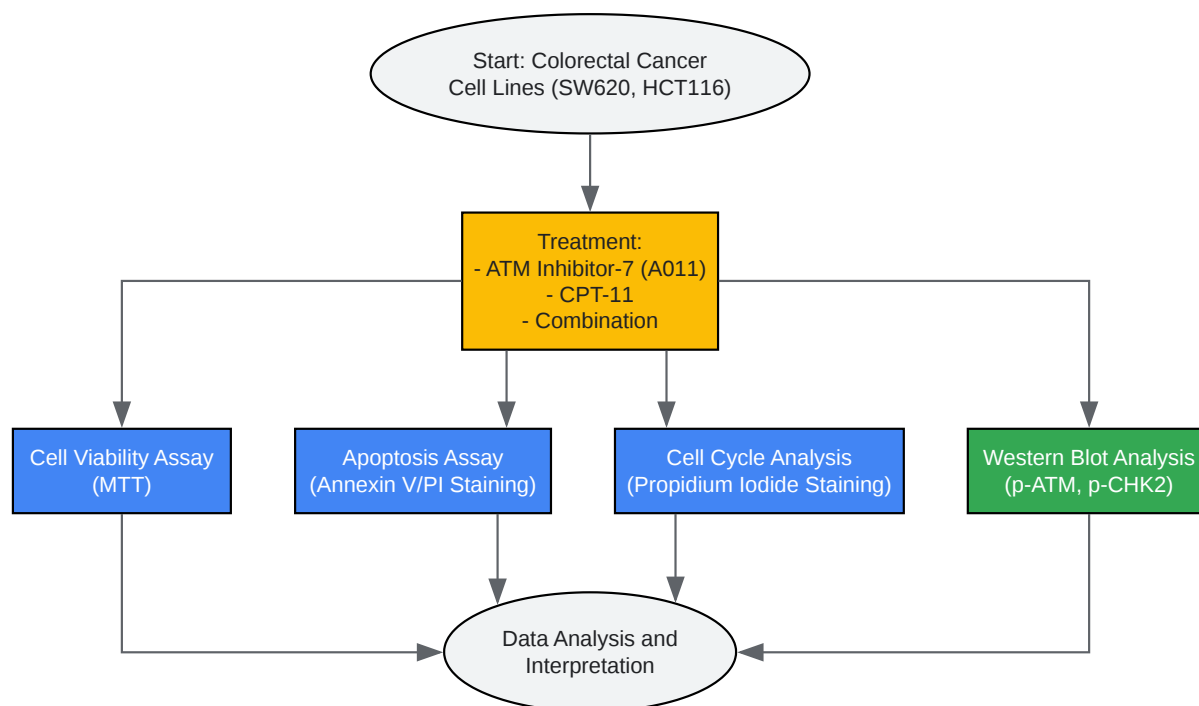 Start: Colorectal Cancer
Cell Lines (SW620, HCT116)
Treatment:
- ATM Inhibitor-7 (A011)
- CPT-11
- Combination
Cell Viability Assay
(MTT)
Apoptosis Assay
(Annexin V/PI Staining)
Cell Cycle Analysis
(Propidium Iodide Staining)
Western Blot Analysis
(p-ATM, p-CHK2)
Data Analysis and
Interpretation